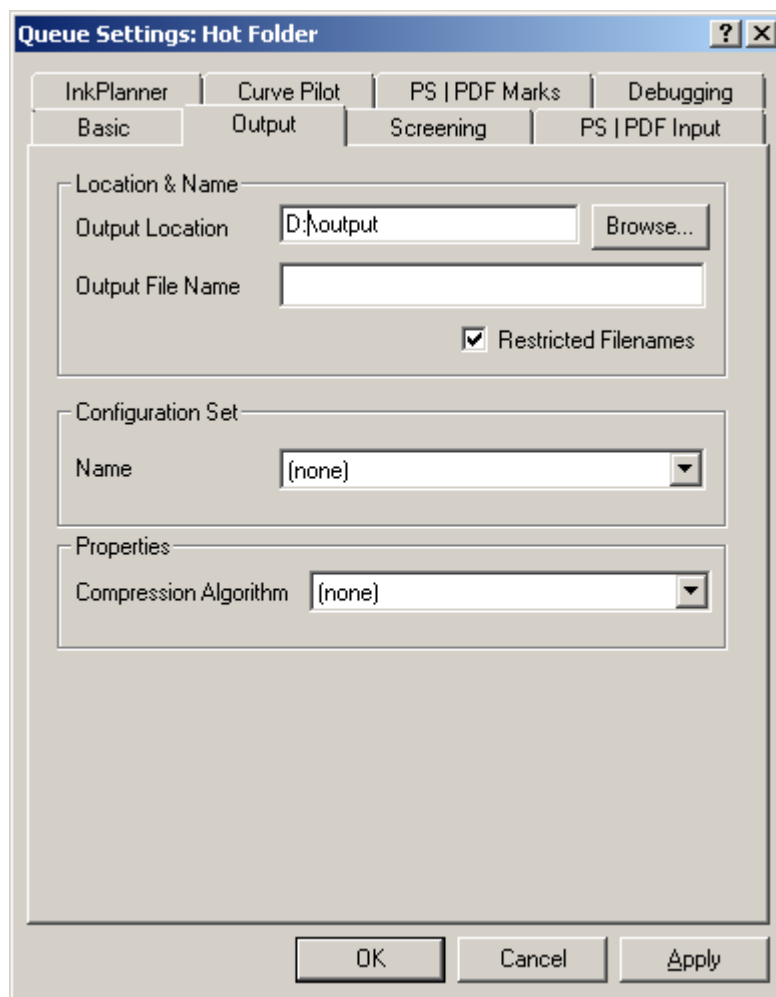 Queue Settings: Hot Folder
InkPlanner Curve Pilot PS | PDF Marks Debugging
Basic Output Screening PS | PDF Input
Location & Name
Output Location D:\output Browse...
Output File Name
Restricted Filenames
Configuration Set
Name (none)
Properties
Compression Algorithm (none)
OK Cancel Apply